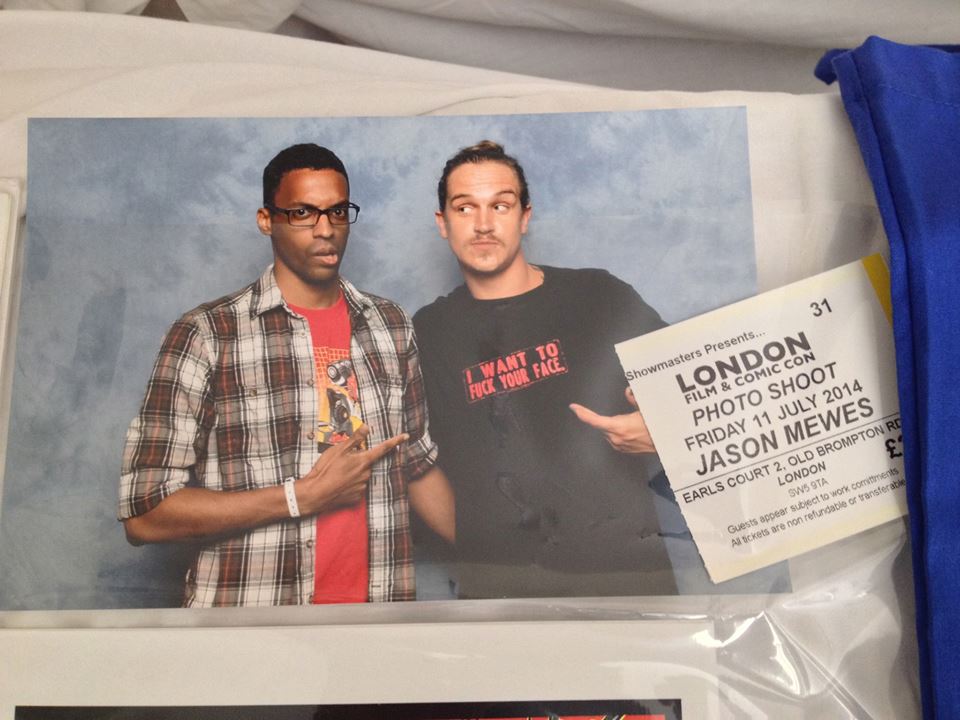 I WANT TO
FUCK YOUR FACE.
31
Showmasters Presents...
LONDON
FILM & COMIC CON
PHOTO SHOOT
FRIDAY 11 JULY 2014
JASON MEWES
EARLS COURT 2, OLD BROMPTON RD
LONDON
£
SW5 9TA
Guests appear subject to work comittments
All tickets are non refundable or transferable